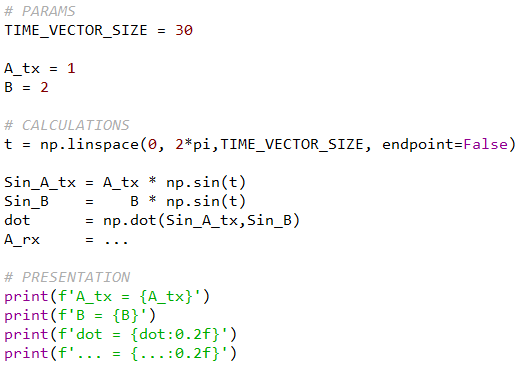 # PARAMS
TIME_VECTOR_SIZE = 30
A_tx = 1
B = 2
# CALCULATIONS
t = np.linspace(0, 2*pi,TIME_VECTOR_SIZE, endpoint=False)
Sin_A_tx = A_tx * np.sin(t)
Sin_B    =    B * np.sin(t)
dot      = np.dot(Sin_A_tx,Sin_B)
A_rx     = ...
# PRESENTATION
print(f'A_tx = {A_tx}')
print(f'B = {B}')
print(f'dot = {dot:0.2f}')
print(f'... = {...:0.2f}')